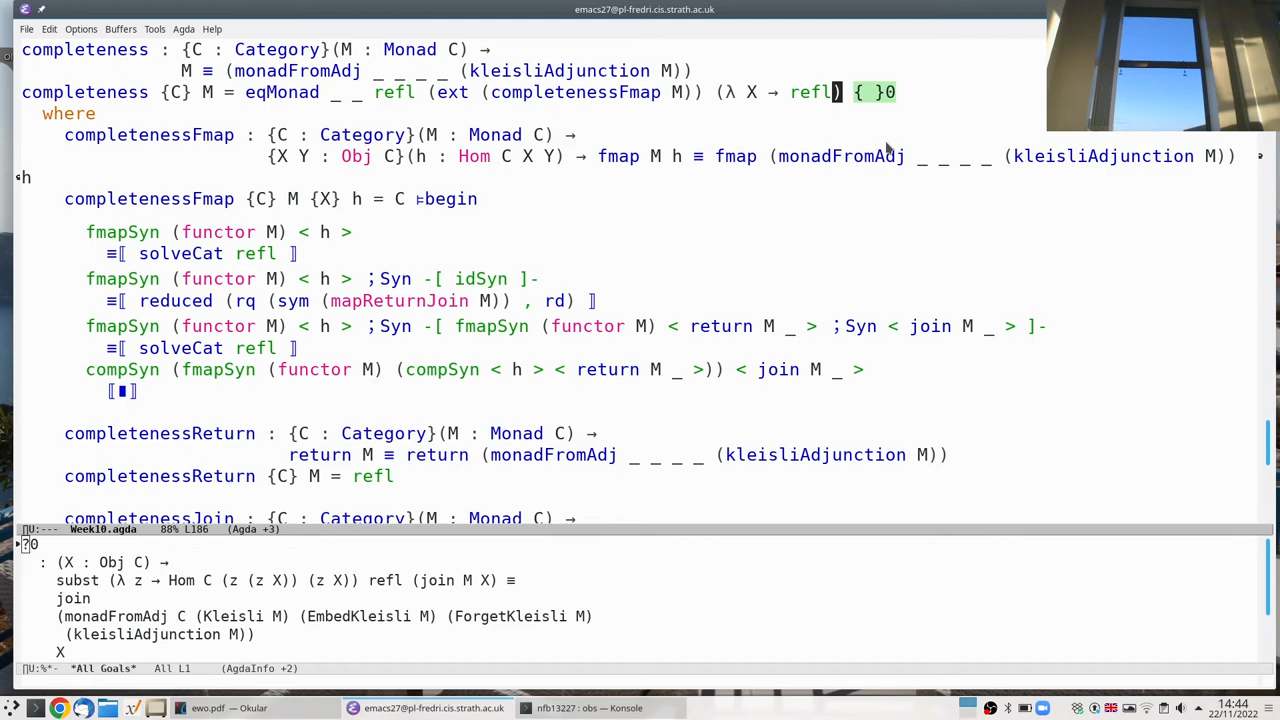 emacs27@pl-fredri.cis.strath.ac.uk
File Edit Options Buffers Tools Agda Help
completeness : {C : Category}(M : Monad C) →
M ≡ (monadFromAdj _ _ _ _ (kleisliAdjunction M))
completeness {C} M = eqMonad _ _ refl (ext (completenessFmap M)) (λ X → refl) { }0
where
completenessFmap : {C : Category}(M : Monad C) →
{X Y : Obj C}(h : Hom C X Y) → fmap M h ≡ fmap (monadFromAdj _ _ _ _ (kleisliAdjunction M))
h
completenessFmap {C} M {X} h = C ⊧begin
fmapSyn (functor M) < h >
≡⟦ solveCat refl ⟧
fmapSyn (functor M) < h > ；Syn -[ idSyn ]-
≡⟦ reduced (rq (sym (mapReturnJoin M)) , rd) ⟧
fmapSyn (functor M) < h > ；Syn -[ fmapSyn (functor M) < return M _ > ；Syn < join M _ > ]-
≡⟦ solveCat refl ⟧
compSyn (fmapSyn (functor M) (compSyn < h > < return M _ >)) < join M _ >
⟦∎⟧
completenessReturn : {C : Category}(M : Monad C) →
return M ≡ return (monadFromAdj _ _ _ _ (kleisliAdjunction M))
completenessReturn {C} M = refl
completenessJoin : {C : Category}(M : Monad C) →
U:--- Week10.agda 88% L186 (Agda +3)
?0
: (X : Obj C) →
subst (λ z → Hom C (z (z X)) (z X)) refl (join M X) ≡
join
(monadFromAdj C (Kleisli M) (EmbedKleisli M) (ForgetKleisli M)
(kleisliAdjunction M))
X
U:%*- *All Goals* All L1 (AgdaInfo +2)
ewo.pdf — Okular
emacs27@pl-fredri.cis.strath.ac.uk
nfb13227 : obs — Konsole
14:44
22/11/2022